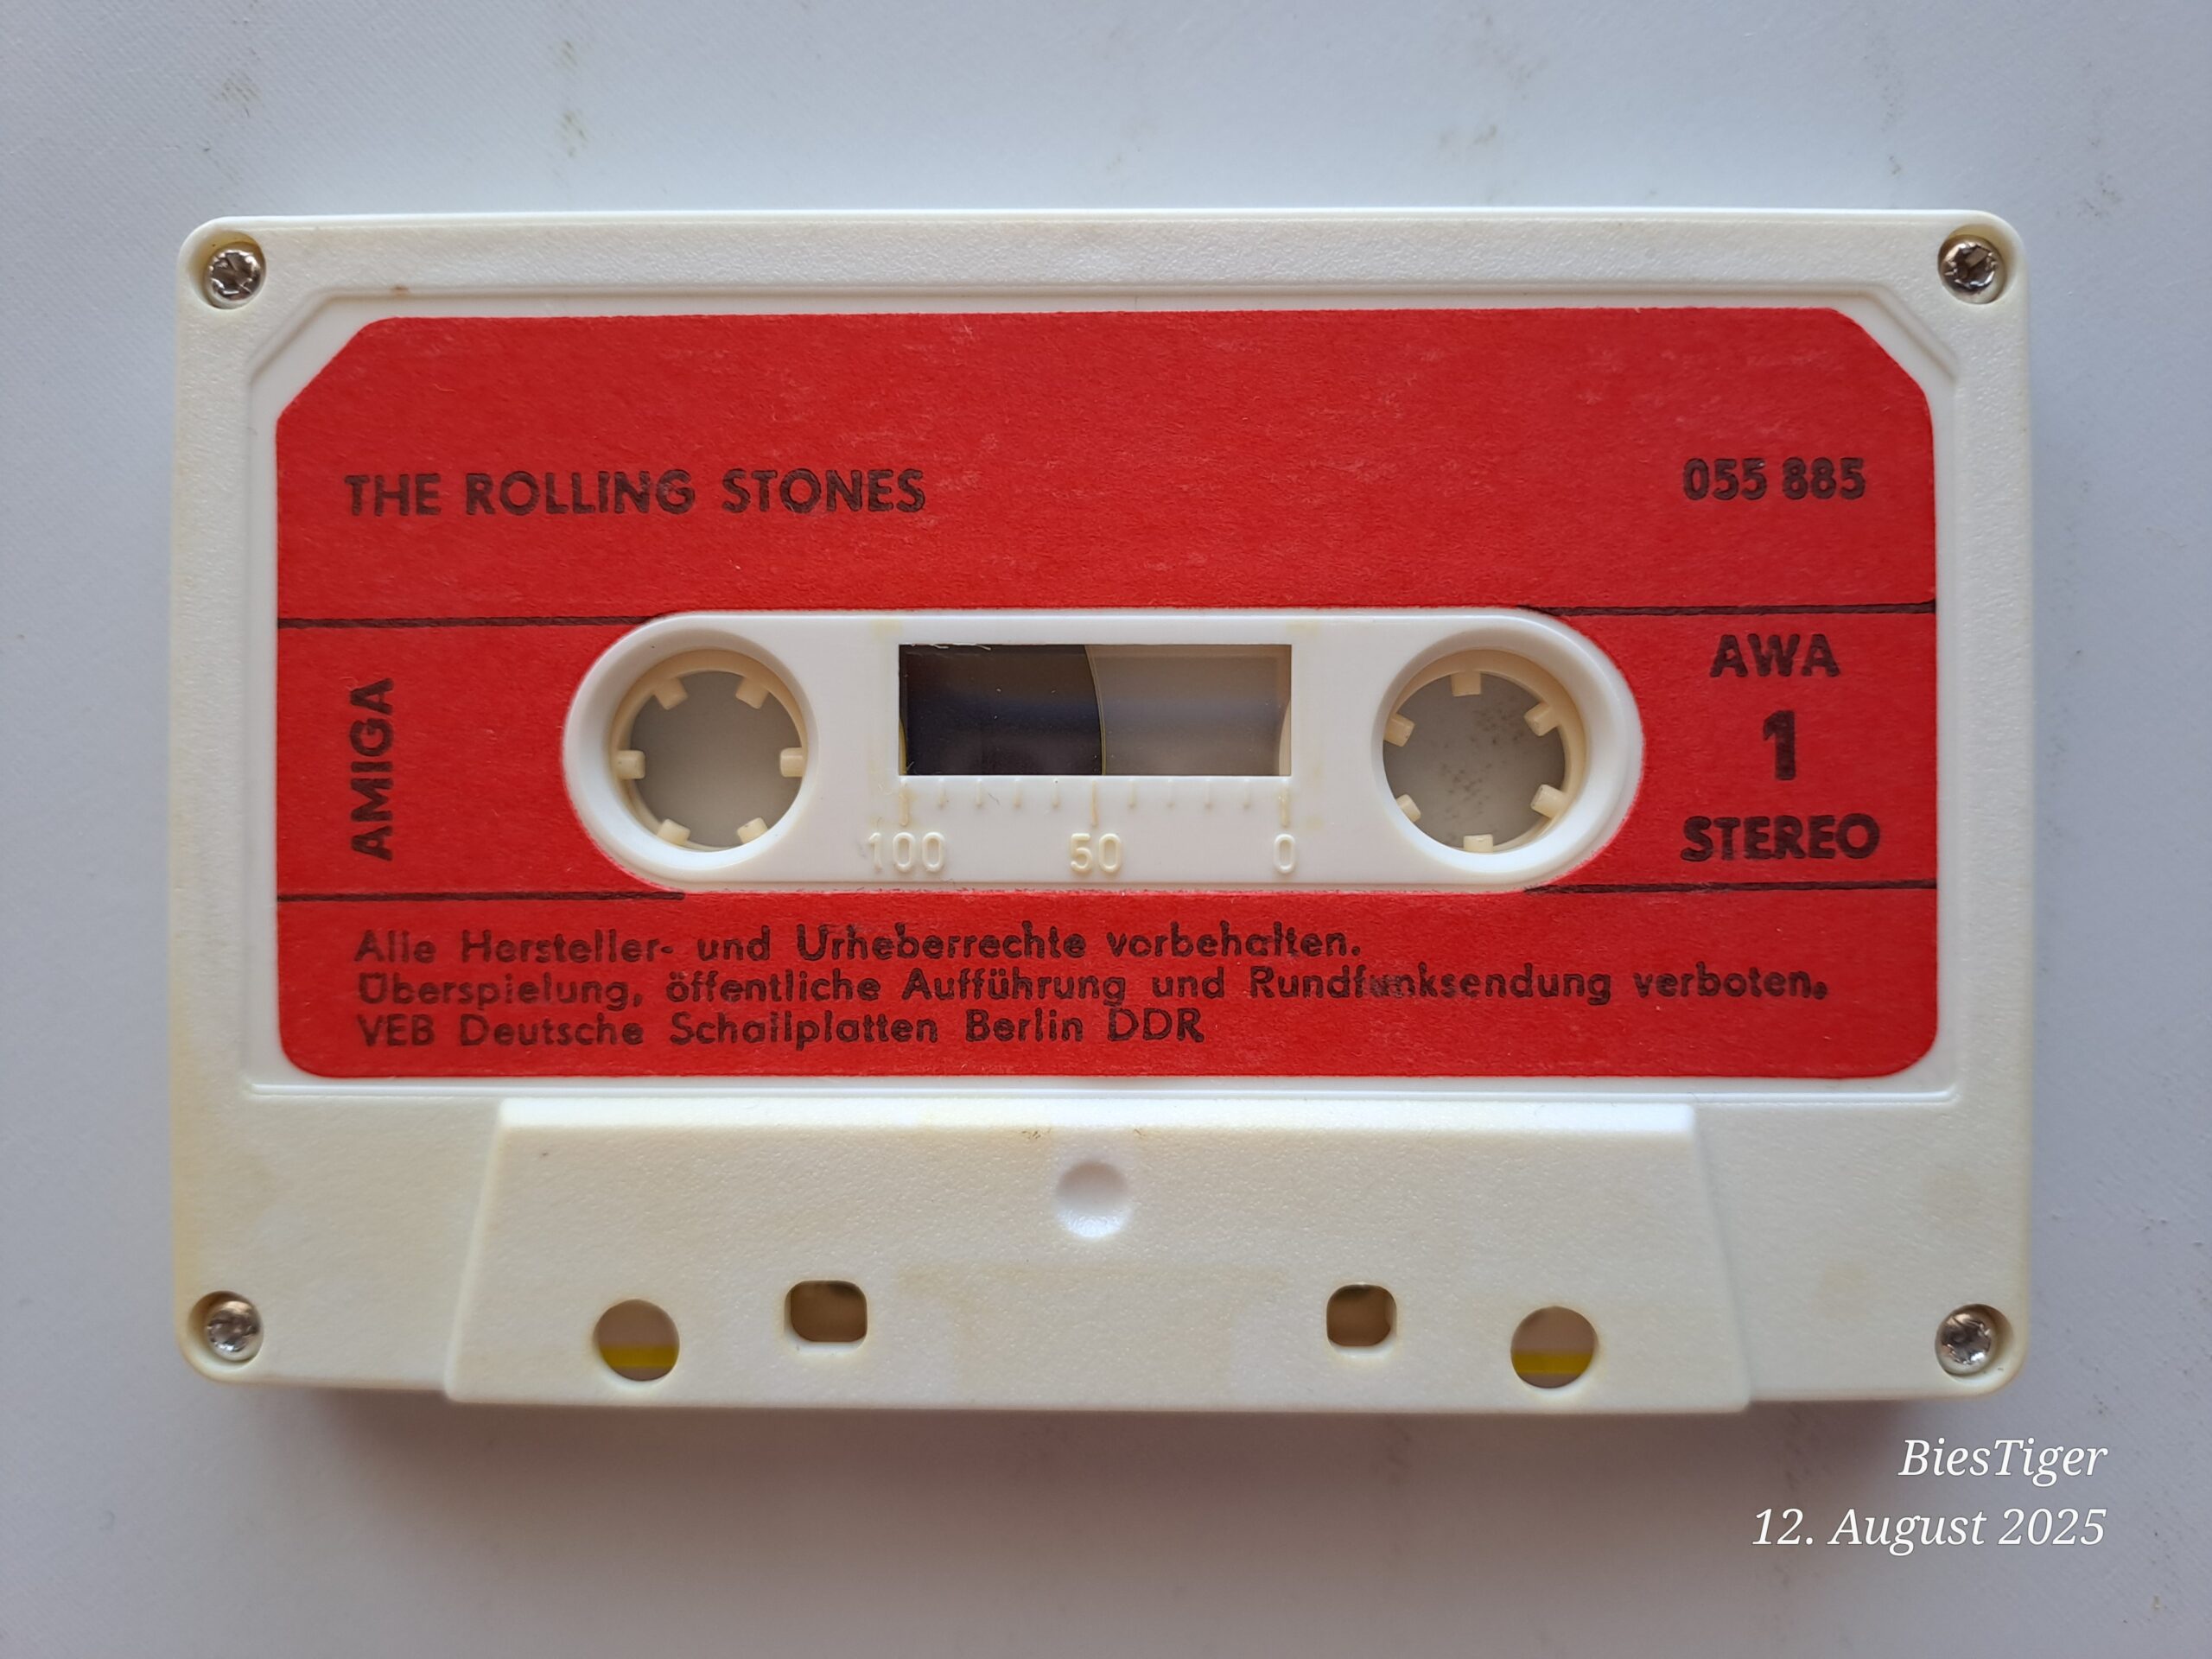 THE ROLLING STONES
055 885
AMIGA
AWA
1
STEREO
100 50 0
Alle Hersteller- und Urheberrechte vorbehalten.
Überspielung, öffentliche Aufführung und Rundfunksendung verboten.
VEB Deutsche Schallplatten Berlin DDR
BiesTiger
12. August 2025